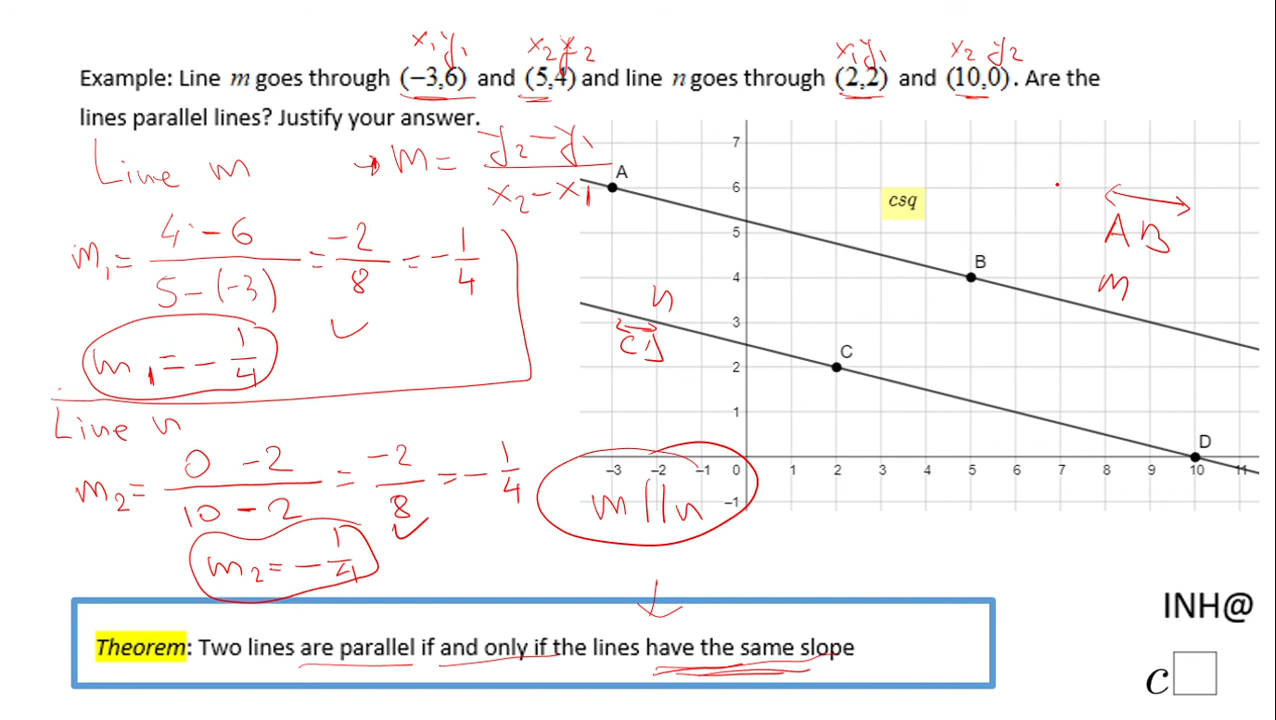 x₁ y₁ x₂ y₂ x₁ y₁ x₂ y₂
Example: Line m goes through (−3,6) and (5,4) and line n goes through (2,2) and (10,0). Are the
lines parallel lines? Justify your answer.
Line m → m = (y₂ − y₁)/(x₂ − x₁)
m₁ = (4 − 6)/(5 − (−3)) = −2/8 = −1/4
m₁ = −1/4
Line n
m₂ = (0 − 2)/(10 − 2) = −2/8 = −1/4
m₂ = −1/4
7
6
5
4
3
2
1
−1
−3 −2 −1 0 1 2 3 4 5 6 7 8 9 10 11
A
B
C
D
csq
AB
m
n
CD
m || n
Theorem: Two lines are parallel if and only if the lines have the same slope
INH@
c